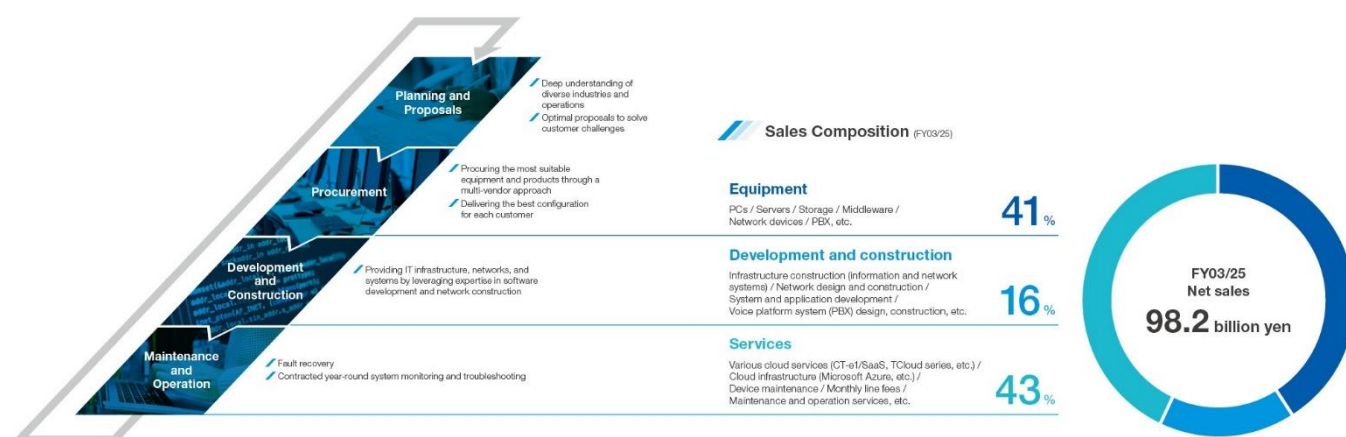 Planning and
Proposals
Deep understanding of
diverse industries and
operations
Optimal proposals to solve
customer challenges
Procurement
Procuring the most suitable
equipment and products through a
multi-vendor approach
Delivering the best configuration
for each customer
Development
and
Construction
Providing IT infrastructure, networks, and
systems by leveraging expertise in software
development and network construction
Maintenance
and
Operation
Fault recovery
Contracted year-round system monitoring and troubleshooting
Sales Composition (FY03/25)
Equipment
PCs / Servers / Storage / Middleware /
Network devices / PBX, etc.
41%
Development and construction
Infrastructure construction (information and network
systems) / Network design and construction /
System and application development /
Voice platform system (PBX) design, construction, etc.
16%
Services
Various cloud services (CT-e1/SaaS, TCloud series, etc.) /
Cloud infrastructure (Microsoft Azure, etc.) /
Device maintenance / Monthly line fees /
Maintenance and operation services, etc.
43%
FY03/25
Net sales
98.2 billion yen